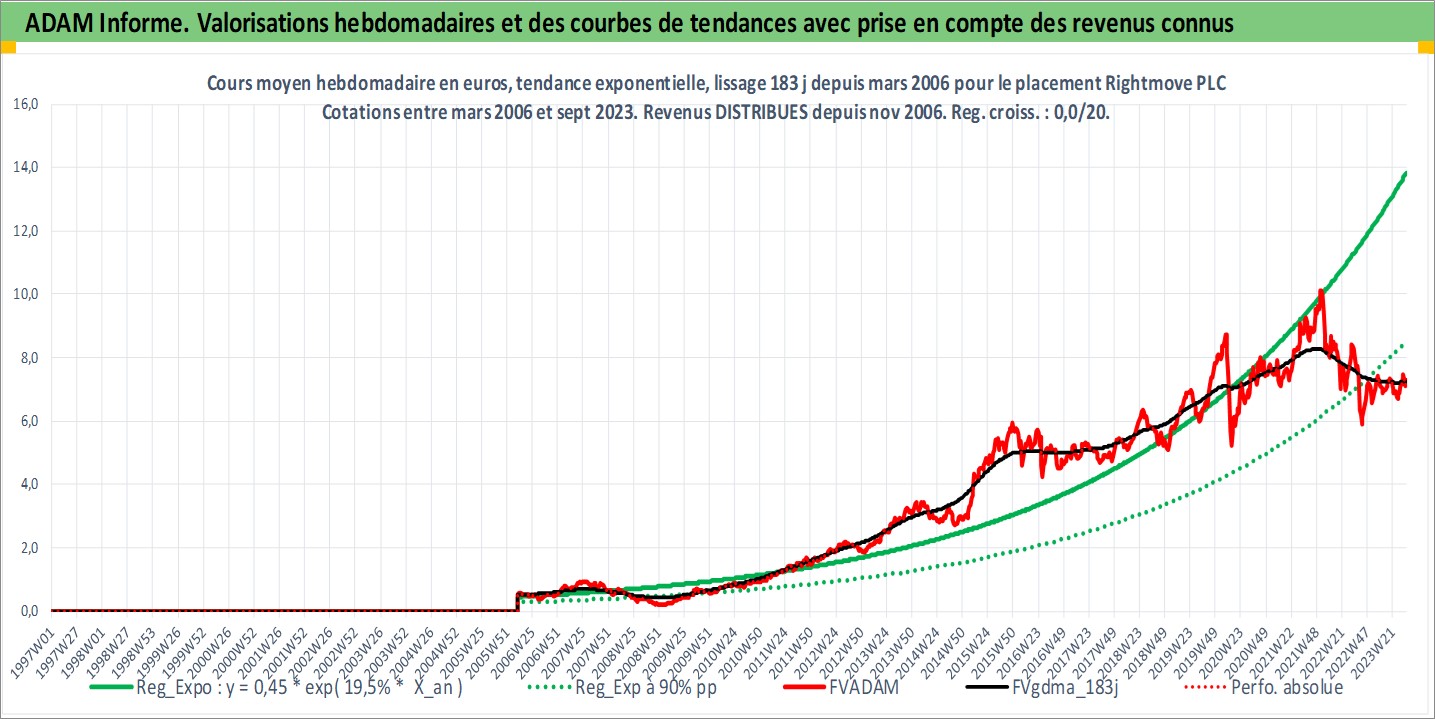 ADAM Informe. Valorisations hebdomadaires et des courbes de tendances avec prise en compte des revenus connus
Cours moyen hebdomadaire en euros, tendance exponentielle, lissage 183 j depuis mars 2006 pour le placement Rightmove PLC
Cotations entre mars 2006 et sept 2023. Revenus DISTRIBUES depuis nov 2006. Reg. croiss. : 0,0/20.
16,0
14,0
12,0
10,0
8,0
6,0
4,0
2,0
0,0
1997W01
1997W27
1998W01
1998W27
1998W53
1999W26
1999W52
2000W26
2000W52
2001W26
2001W52
2002W26
2002W52
2003W26
2003W52
2004W26
2004W52
2005W25
2005W51
2006W25
2006W51
2007W25
2007W51
2008W25
2008W51
2009W25
2009W51
2010W24
2010W50
2011W24
2011W50
2012W24
2012W50
2013W24
2013W50
2014W24
2014W50
2015W24
2015W50
2016W23
2016W49
2017W23
2017W49
2018W23
2018W49
2019W23
2019W49
2020W23
2020W49
2021W22
2021W48
2022W21
2022W47
2023W21
Reg_Expo : y = 0,45 * exp( 19,5% * X_an )
Reg_Exp à 90% pp
FVADAM
FVgdma_183j
Perfo. absolue